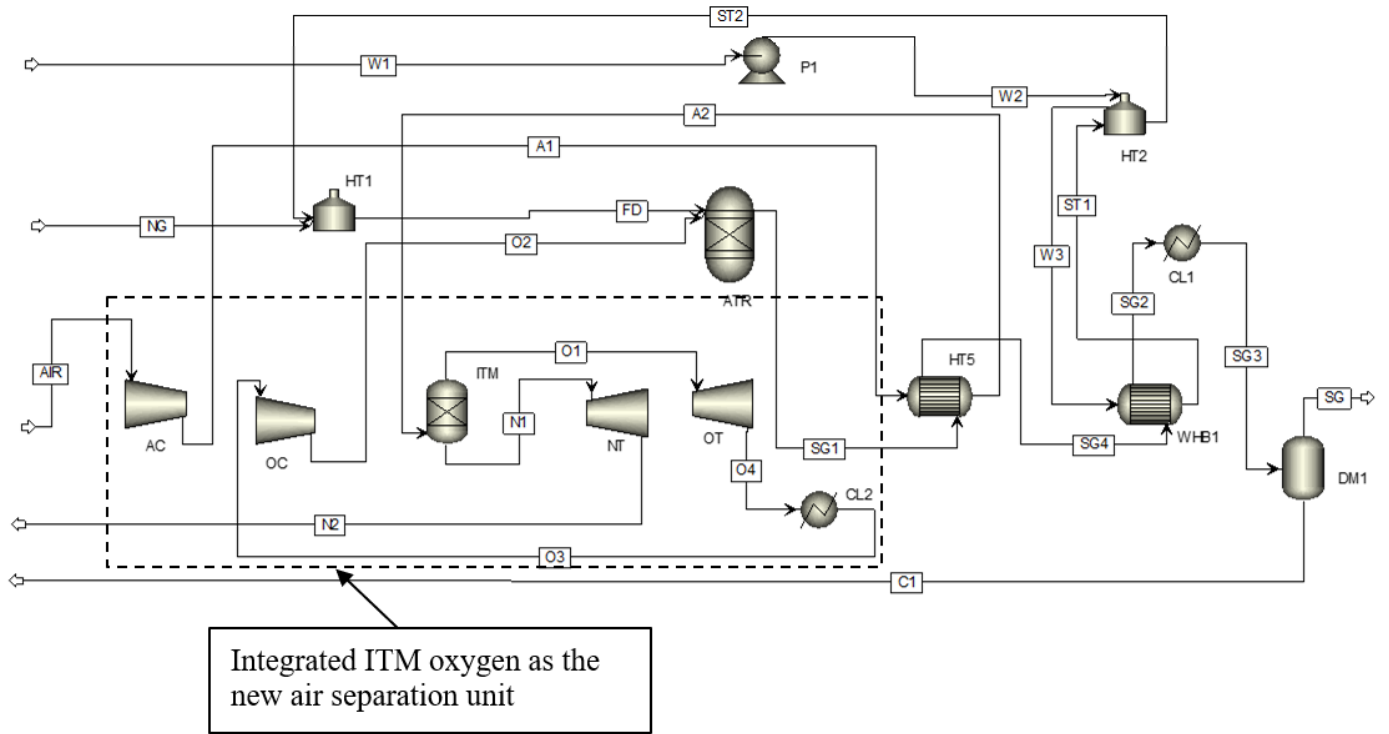 ST2
W1
P1
W2
A2
A1
HT2
HT1
FD
ST1
NG
O2
W3
CL1
SG2
ATR
SG3
O1
HT5
AIR
ITM
SG
N1
WHB1
AC
OC
NT
OT
SG1
SG4
O4
DM1
CL2
N2
O3
C1
Integrated ITM oxygen as the
new air separation unit